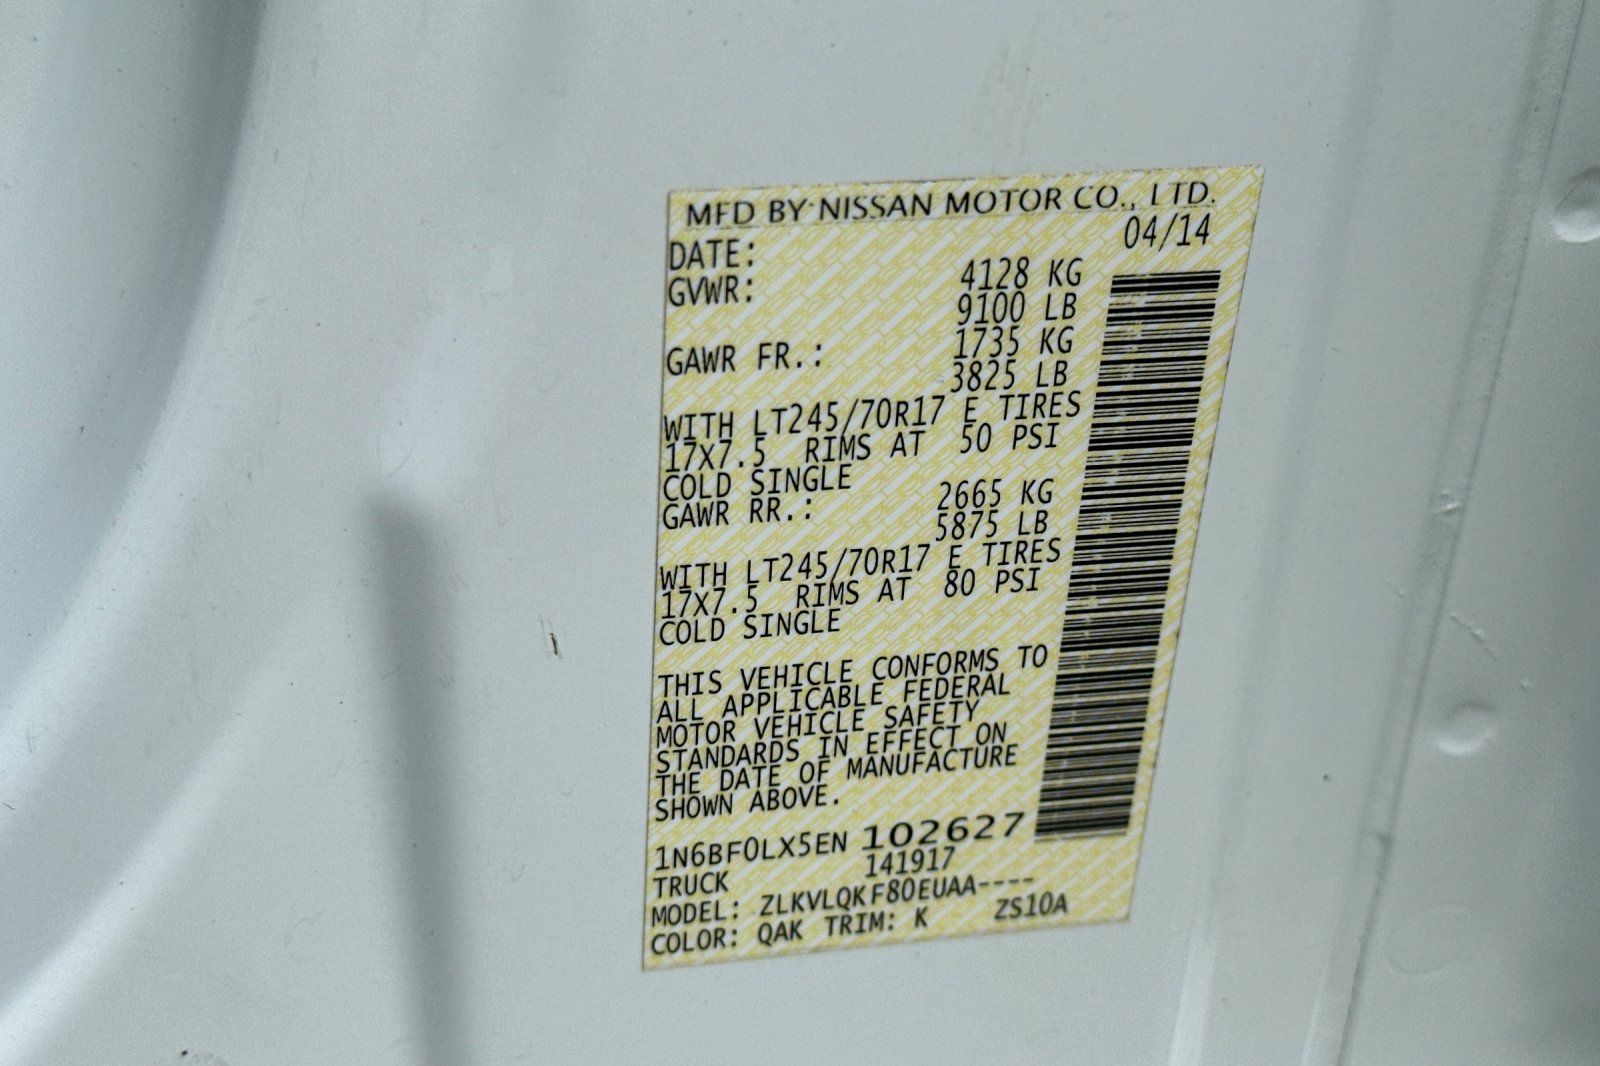 MFD BY NISSAN MOTOR CO., LTD.
DATE: 04/14
GVWR: 4128 KG
9100 LB
GAWR FR.: 1735 KG
3825 LB
WITH LT245/70R17 E TIRES
17X7.5 RIMS AT 50 PSI
COLD SINGLE
GAWR RR.: 2665 KG
5875 LB
WITH LT245/70R17 E TIRES
17X7.5 RIMS AT 80 PSI
COLD SINGLE
THIS VEHICLE CONFORMS TO
ALL APPLICABLE FEDERAL
MOTOR VEHICLE SAFETY
STANDARDS IN EFFECT ON
THE DATE OF MANUFACTURE
SHOWN ABOVE.
1N6BF0LX5EN 102627
TRUCK 141917
MODEL: ZLKVLQKF80EUAA----
COLOR: QAK TRIM: K ZS10A